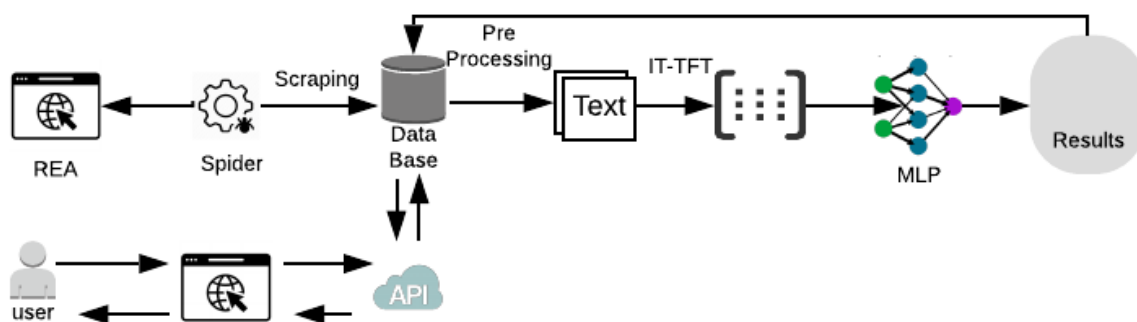 Pre
Processing
Scraping
IT-TFT
Text
Data
Base
REA
Spider
MLP
Results
API
user